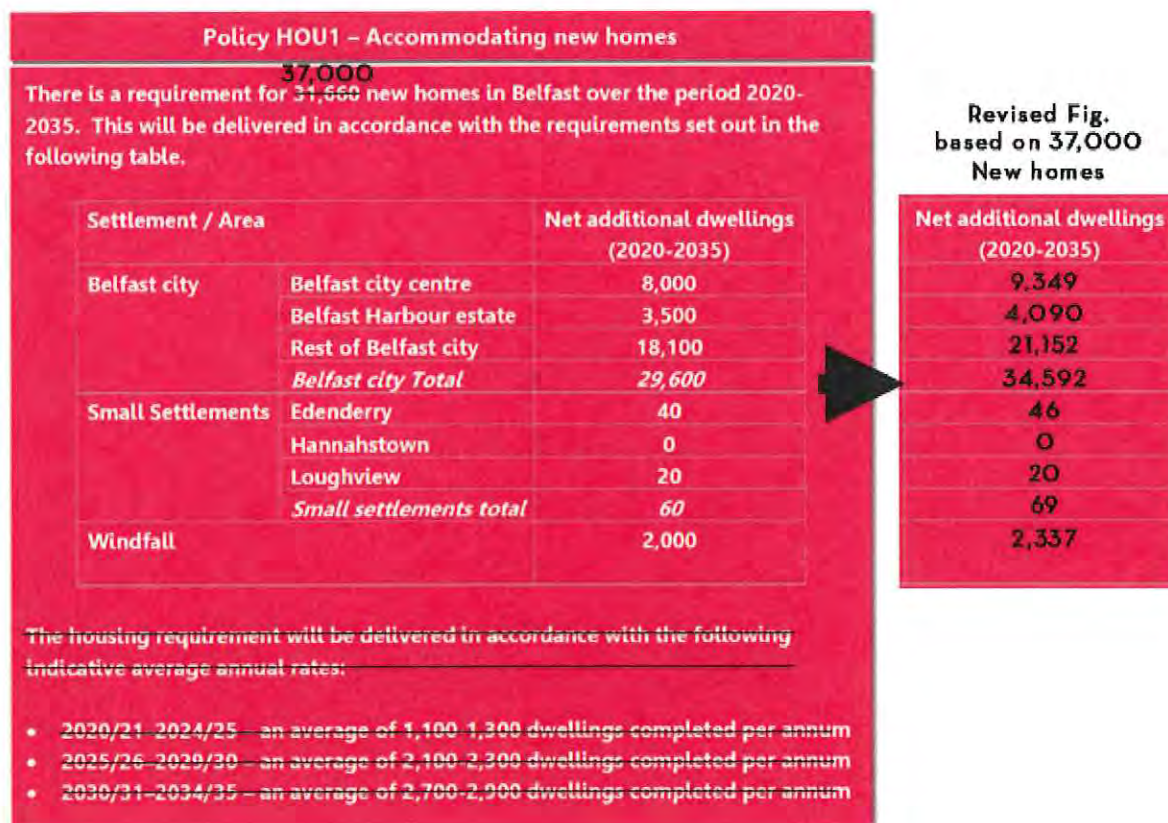 Policy HOU1 – Accommodating new homes
37,000
There is a requirement for 31,660 new homes in Belfast over the period 2020-
2035. This will be delivered in accordance with the requirements set out in the
following table.
Revised Fig.
based on 37,000
New homes
Settlement / Area Net additional dwellings Net additional dwellings
(2020-2035) (2020-2035)
Belfast city Belfast city centre 8,000 9.349
Belfast Harbour estate 3,500 4,090
Rest of Belfast city 18,100 21,152
Belfast city Total 29,600 34,592
Small Settlements Edenderry 40 46
Hannahstown 0 0
Loughview 20 20
Small settlements total 60 69
Windfall 2,000 2,337
The housing requirement will be delivered in accordance with the following
indicative average annual rates:
• 2020/21–2024/25 – an average of 1,100-1,300 dwellings completed per annum
• 2025/26–2029/30 – an average of 2,100-2,300 dwellings completed per annum
• 2030/31–2034/35 – an average of 2,700-2,900 dwellings completed per annum